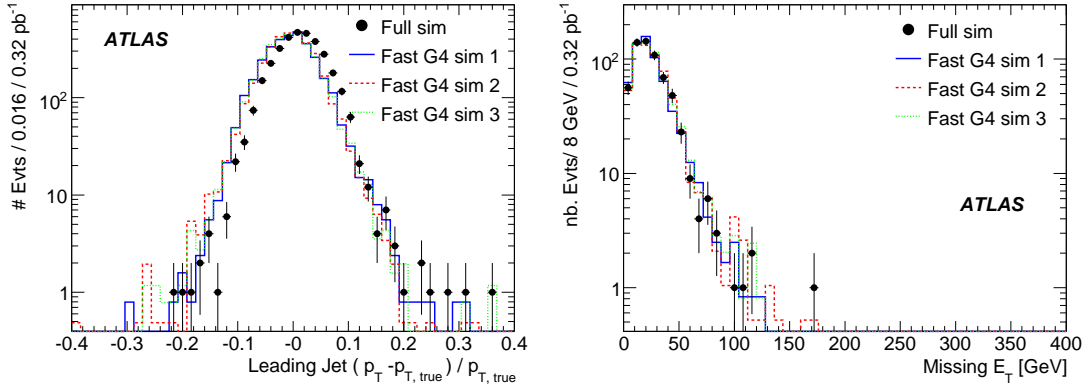 # Evts / 0.016 / 0.32 pb⁻¹
10²
10
1
ATLAS
Full sim
Fast G4 sim 1
Fast G4 sim 2
Fast G4 sim 3
-0.4 -0.3 -0.2 -0.1 -0 0.1 0.2 0.3 0.4
Leading Jet ( p_T -p_T, true ) / p_T, true
nb. Evts/ 8 GeV / 0.32 pb⁻¹
10²
10
1
Full sim
Fast G4 sim 1
Fast G4 sim 2
Fast G4 sim 3
ATLAS
0 50 100 150 200 250 300 350 400
Missing E_T [GeV]